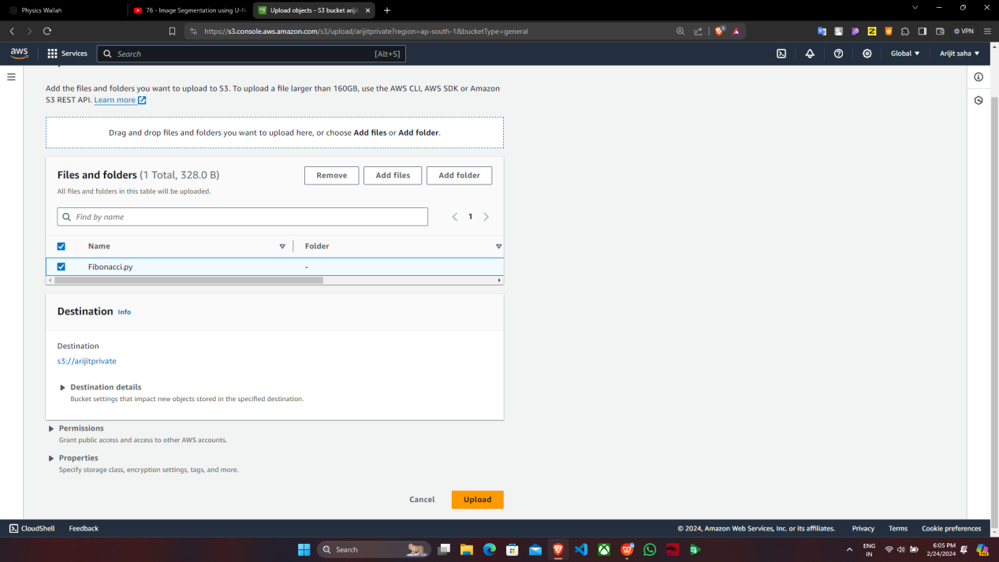 Physics Wallah
76 - Image Segmentation using U-N
Upload objects - S3 bucket arijit
https://s3.console.aws.amazon.com/s3/upload/arijitprivate?region=ap-south-1&bucketType=general
VPN
aws
Services
Search
[Alt+S]
Global
Arijit saha
Add the files and folders you want to upload to S3. To upload a file larger than 160GB, use the AWS CLI, AWS SDK or Amazon
S3 REST API. Learn more
Drag and drop files and folders you want to upload here, or choose Add files or Add folder.
Files and folders (1 Total, 328.0 B)
Remove
Add files
Add folder
All files and folders in this table will be uploaded.
Find by name
1
Name
Folder
Fibonacci.py
-
Destination Info
Destination
s3://arijitprivate
Destination details
Bucket settings that impact new objects stored in the specified destination.
Permissions
Grant public access and access to other AWS accounts.
Properties
Specify storage class, encryption settings, tags, and more.
Cancel
Upload
CloudShell
Feedback
© 2024, Amazon Web Services, Inc. or its affiliates.
Privacy
Terms
Cookie preferences
Search
ENG
IN
6:05 PM
2/24/2024